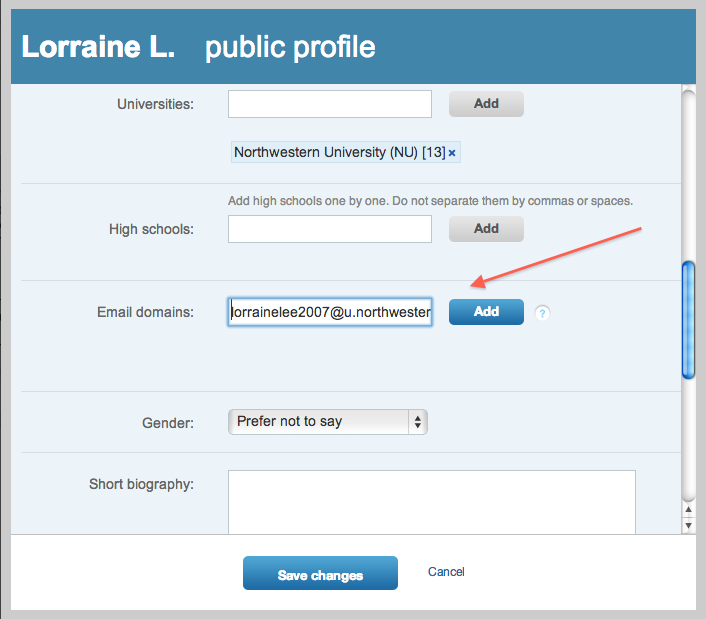 Lorraine L. public profile
Universities: Add
Northwestern University (NU) [13] ×
Add high schools one by one. Do not separate them by commas or spaces.
High schools: Add
Email domains: lorrainelee2007@u.northwester Add ?
Gender: Prefer not to say
Short biography:
Save changes Cancel